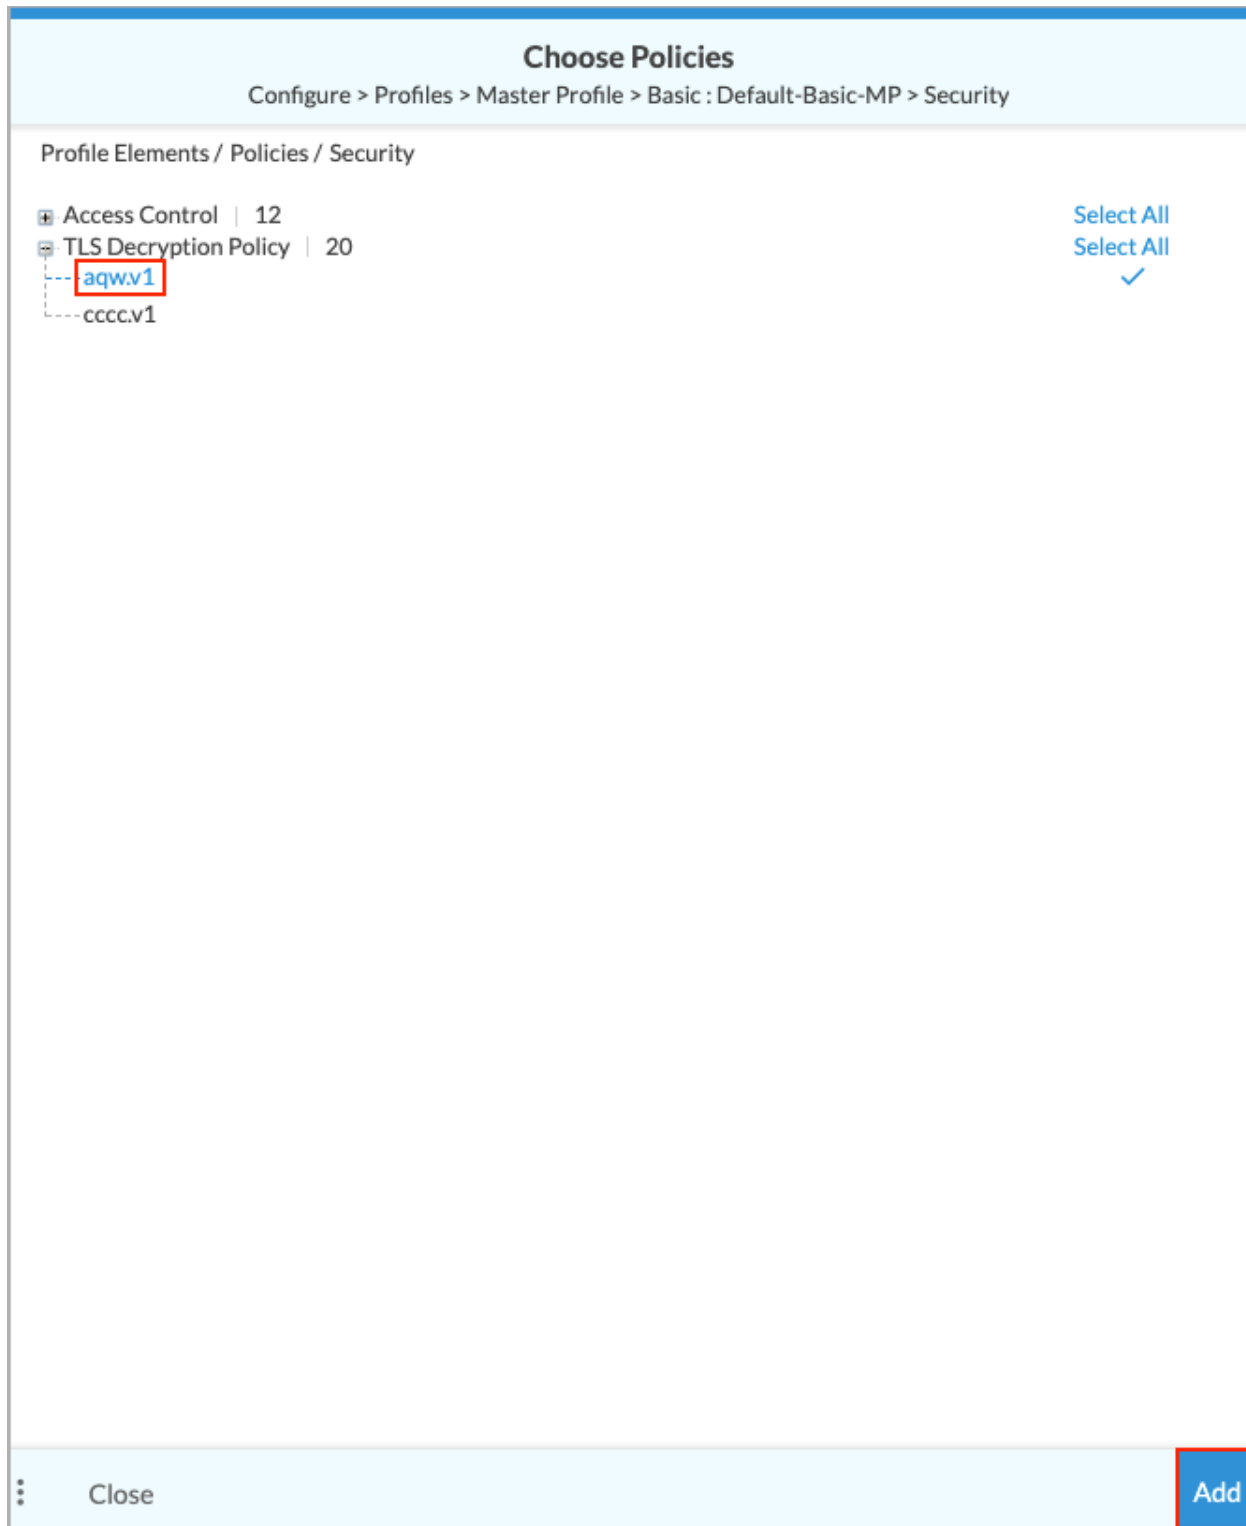 Choose Policies
Configure > Profiles > Master Profile > Basic : Default-Basic-MP > Security
Profile Elements / Policies / Security
Access Control | 12 Select All
TLS Decryption Policy | 20 Select All
aqw.v1
cccc.v1
Close Add